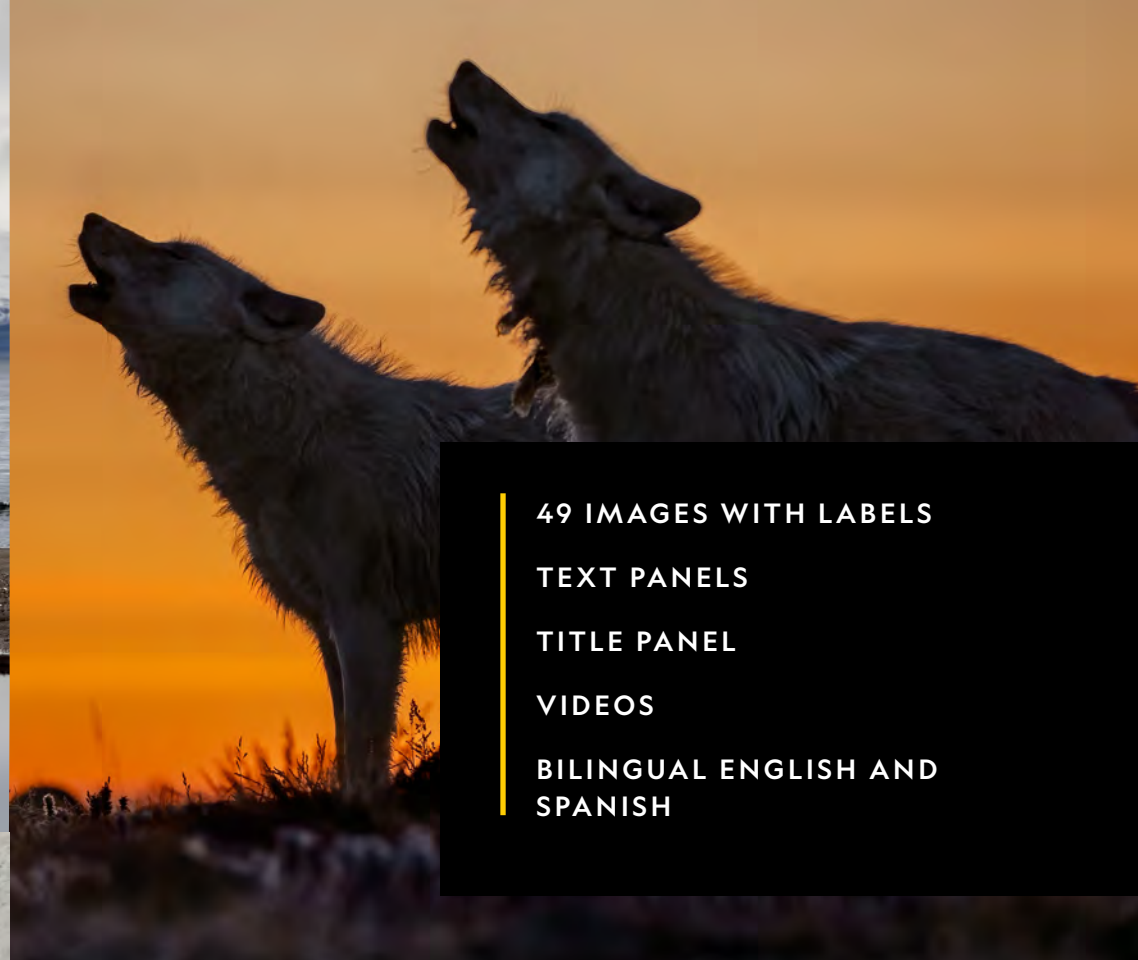 49 IMAGES WITH LABELS
TEXT PANELS
TITLE PANEL
VIDEOS
BILINGUAL ENGLISH AND
SPANISH